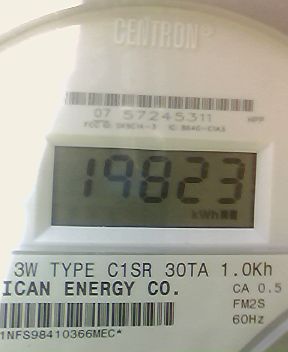 CENTRON®
07 57245311 HPP
19823
kWh
3W TYPE C1SR 30TA 1.0Kh
ICAN ENERGY CO. CA 0.5
FM2S
60Hz
1NFS98410366MEC*